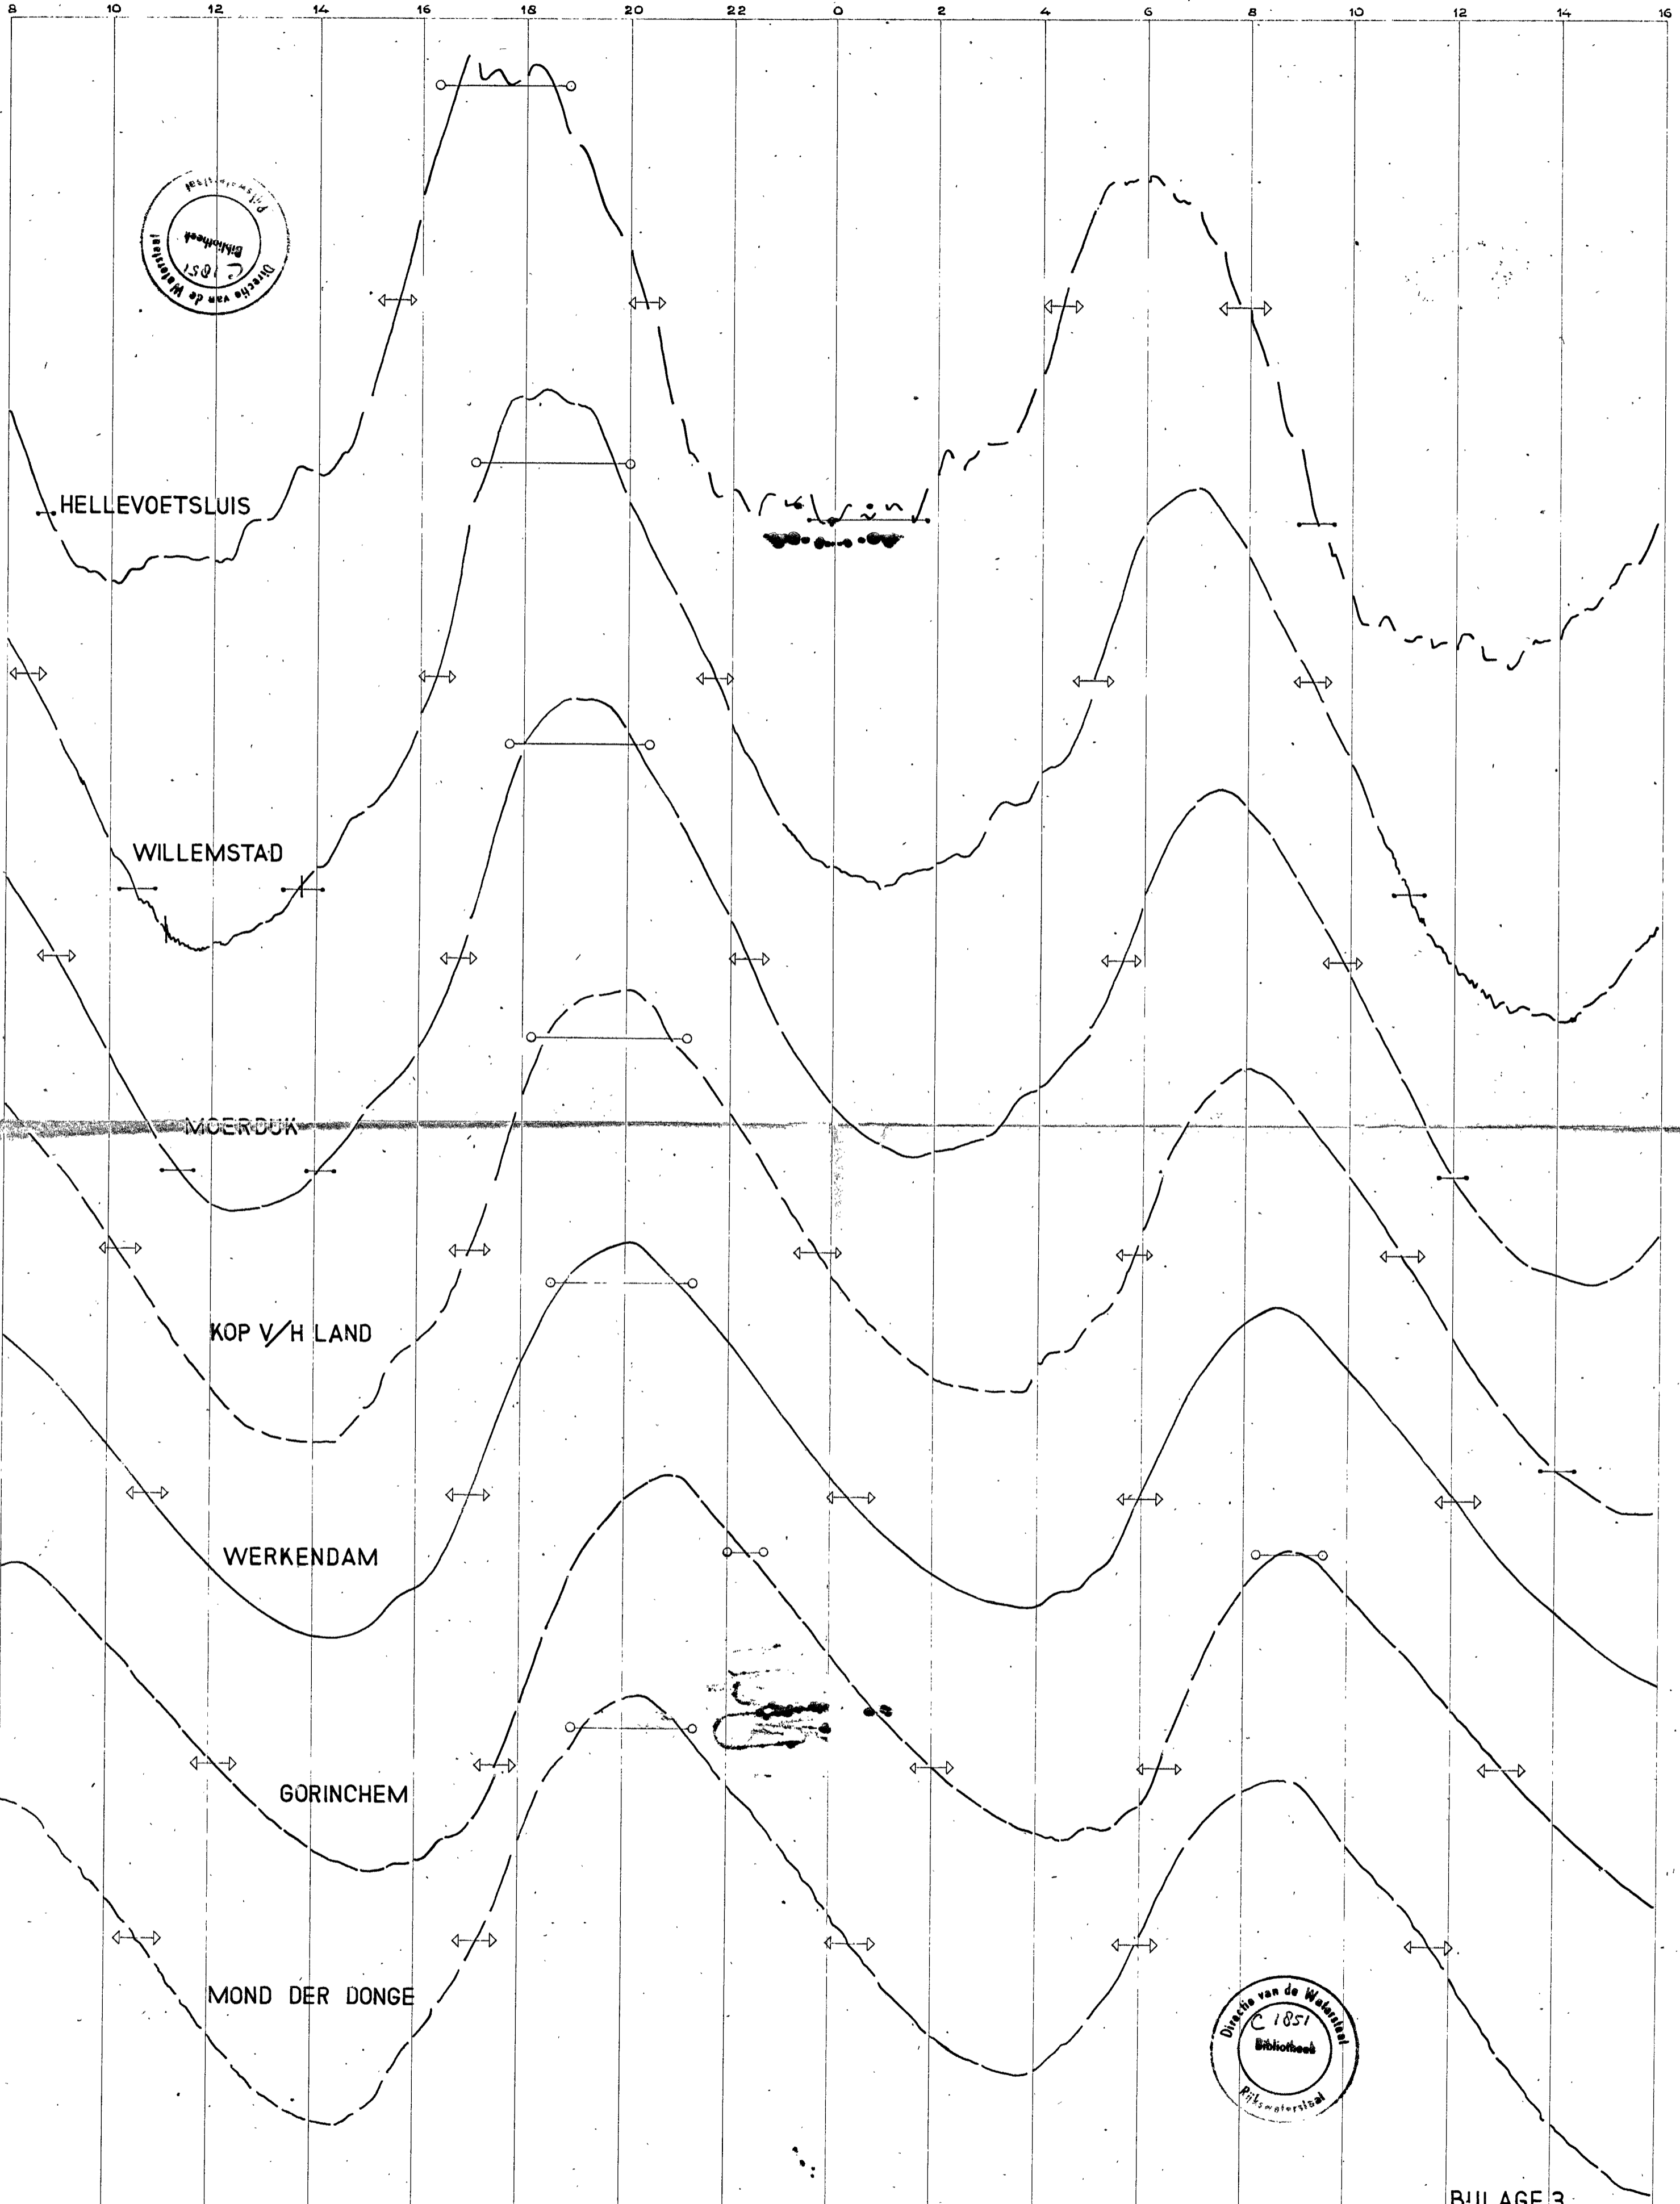 8 10 12 14 16 18 20 22 0 2 4 6 8 10 12 14 16
Rijkswaterstaat
Directie van de Waterstaat
Bibliotheek
C 1851
HELLEVOETSLUIS
WILLEMSTAD
MOERDIJK
KOP V/H LAND
WERKENDAM
GORINCHEM
MOND DER DONGE
Directie van de Waterstaat
C 1851
Bibliotheek
Rijkswaterstaat
BIJLAGE 3